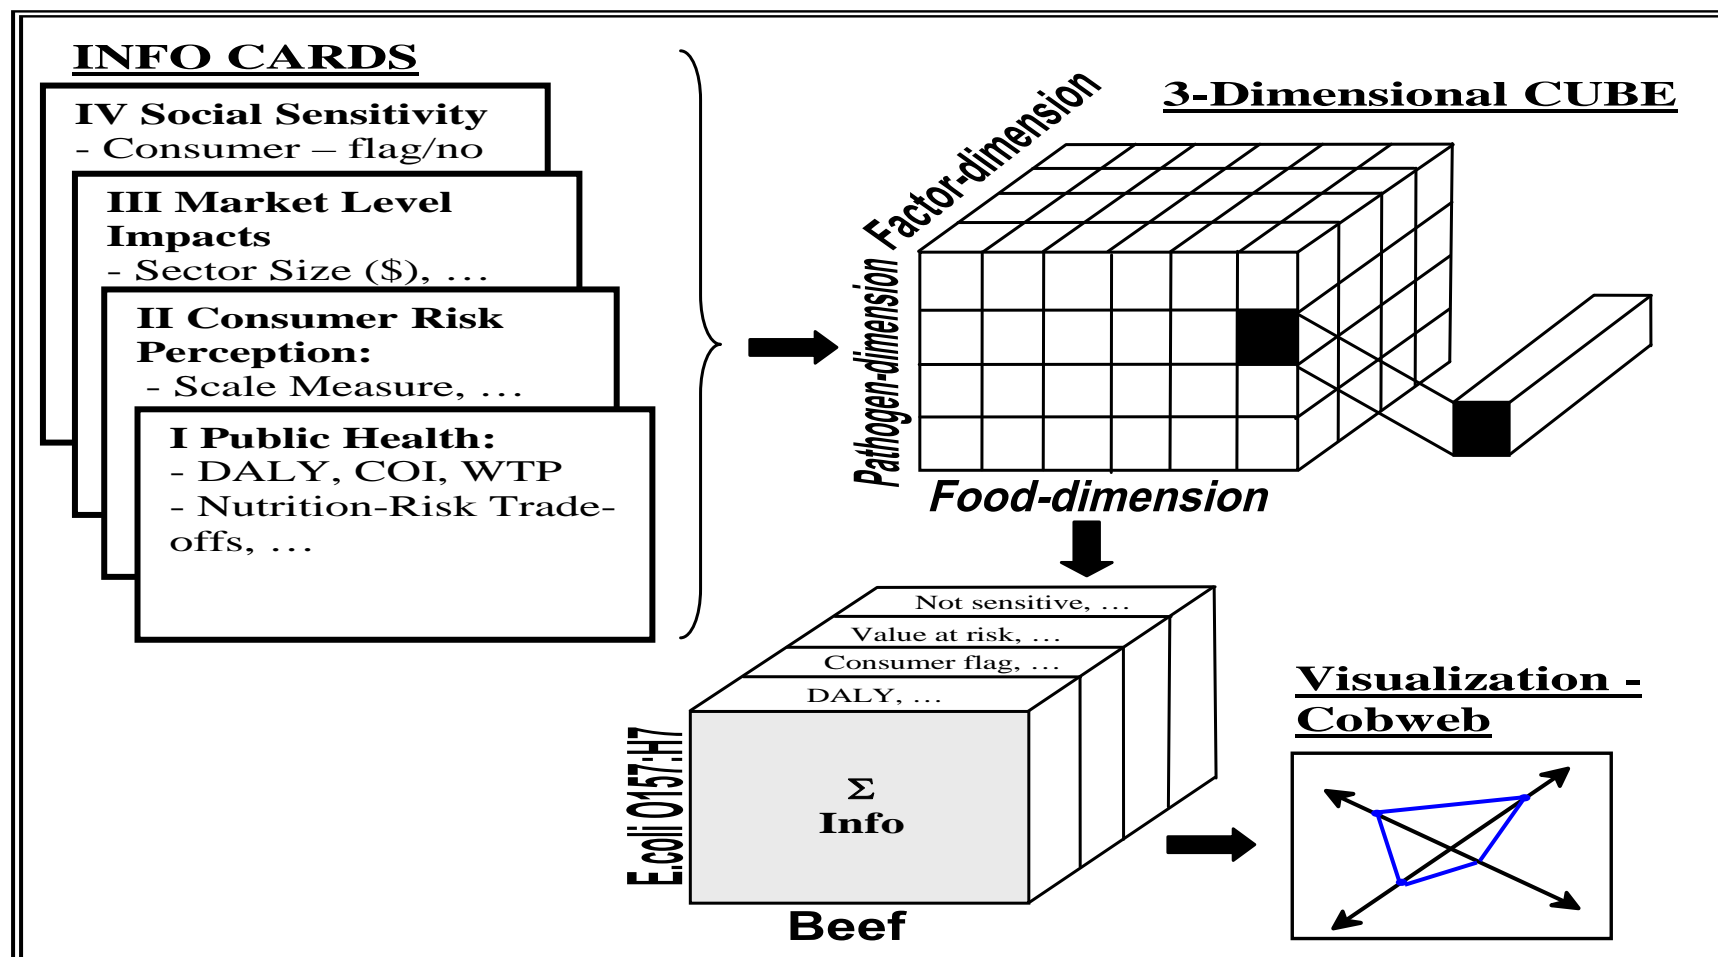 INFO CARDS
IV Social Sensitivity
- Consumer – flag/no
III Market Level
Impacts
- Sector Size ($), …
II Consumer Risk
Perception:
- Scale Measure, …
I Public Health:
- DALY, COI, WTP
- Nutrition-Risk Trade-
offs, …
3-Dimensional CUBE
Factor-dimension
Pathogen-dimension
Food-dimension
Not sensitive, …
Value at risk, …
Consumer flag, …
DALY, …
E.coli O157:H7
Σ
Info
Beef
Visualization -
Cobweb